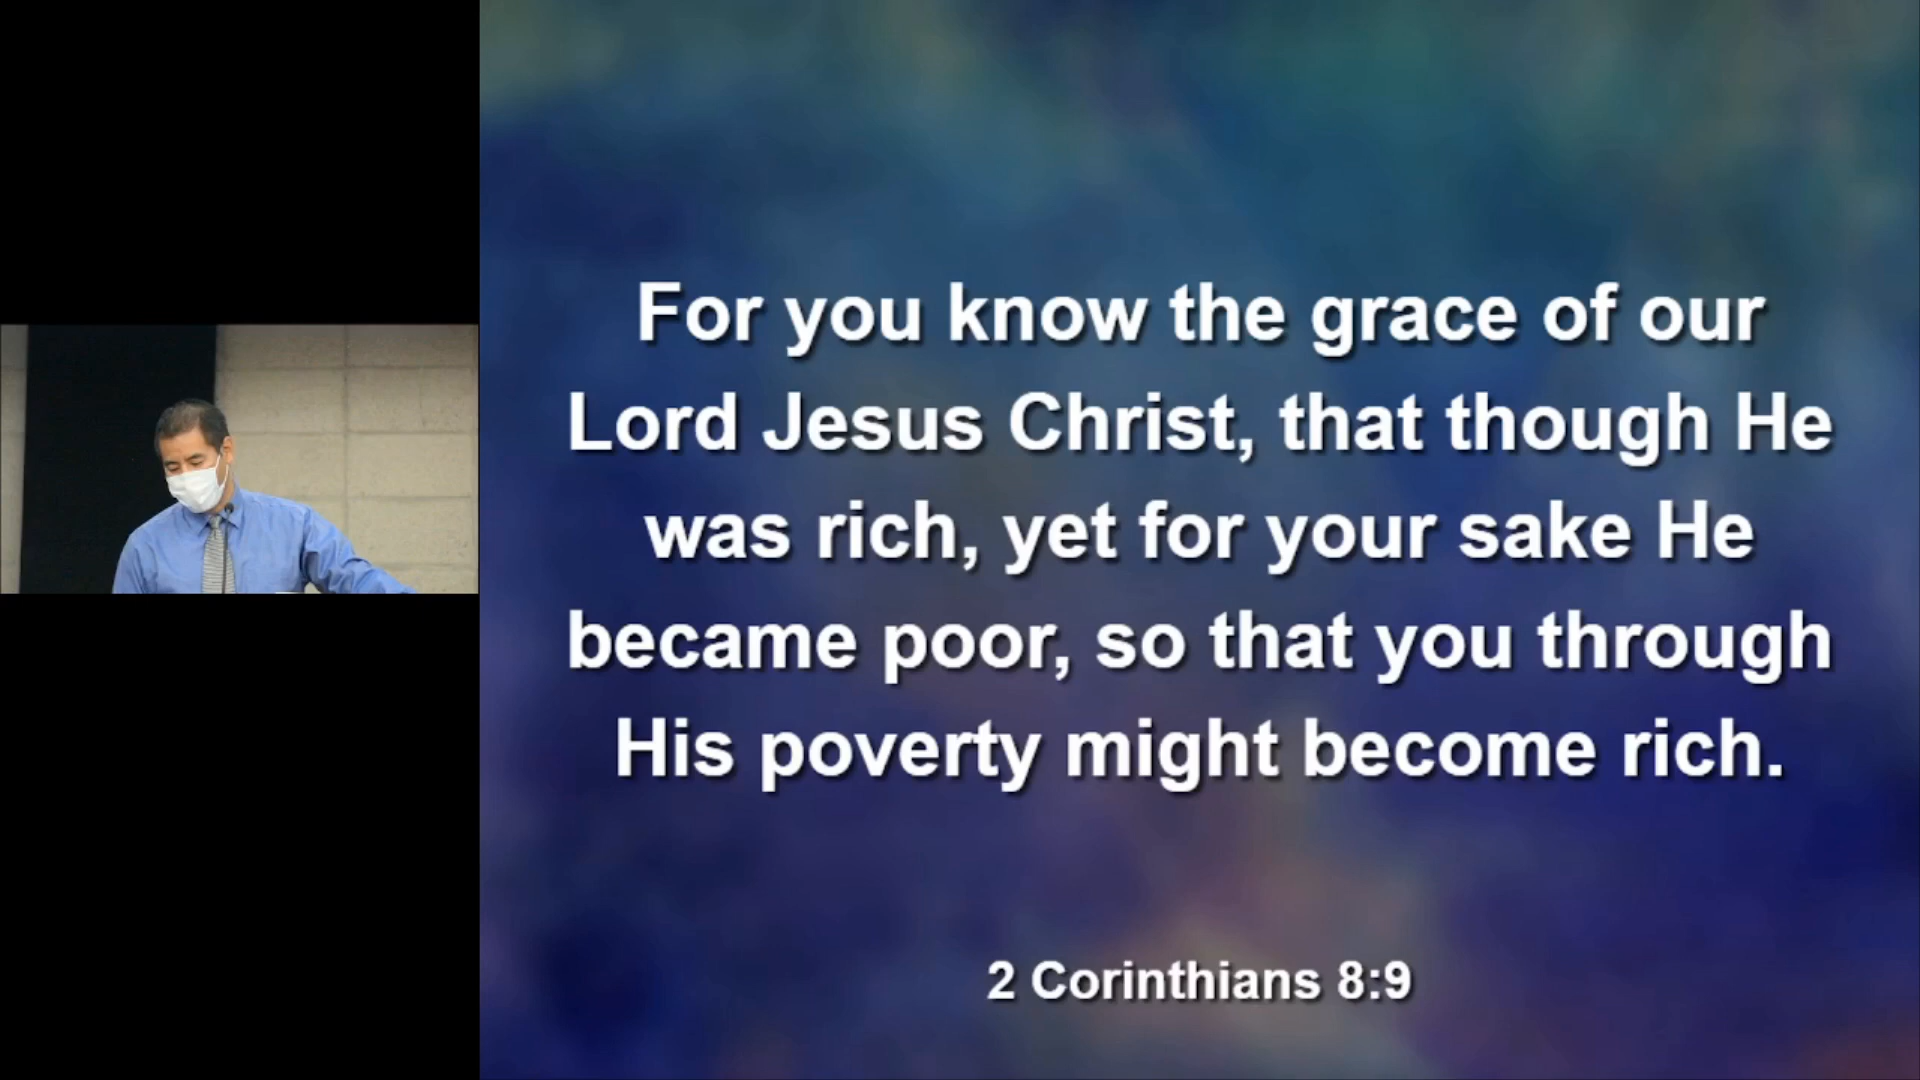 For you know the grace of our
Lord Jesus Christ, that though He
was rich, yet for your sake He
became poor, so that you through
His poverty might become rich.
2 Corinthians 8:9